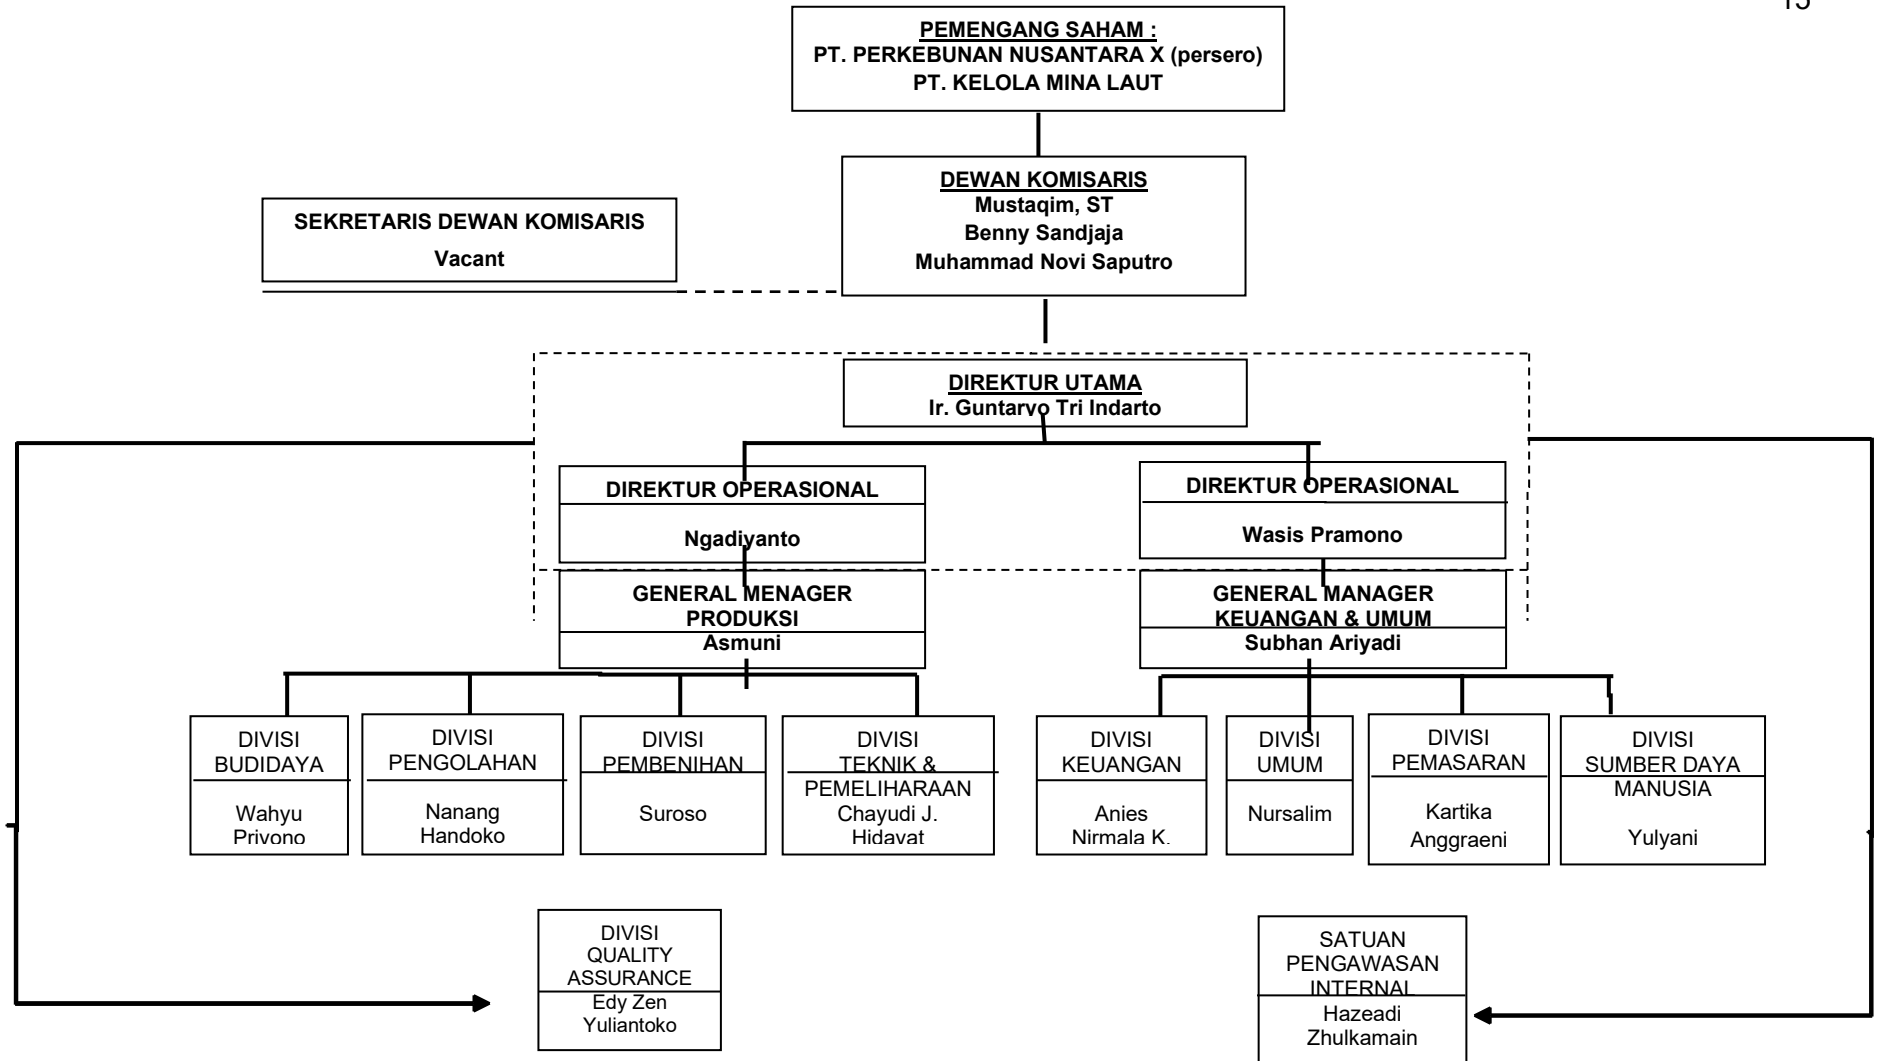 15
PEMENGANG SAHAM :
PT. PERKEBUNAN NUSANTARA X (persero)
PT. KELOLA MINA LAUT
DEWAN KOMISARIS
Mustaqim, ST
Benny Sandjaja
Muhammad Novi Saputro
SEKRETARIS DEWAN KOMISARIS
Vacant
DIREKTUR UTAMA
Ir. Guntaryo Tri Indarto
DIREKTUR OPERASIONAL
Ngadiyanto
DIREKTUR OPERASIONAL
Wasis Pramono
GENERAL MENAGER
PRODUKSI
Asmuni
GENERAL MANAGER
KEUANGAN & UMUM
Subhan Ariyadi
DIVISI
BUDIDAYA
Wahyu
Priyono
DIVISI
PENGOLAHAN
Nanang
Handoko
DIVISI
PEMBENIHAN
Suroso
DIVISI
TEKNIK &
PEMELIHARAAN
Chayudi J.
Hidayat
DIVISI
KEUANGAN
Anies
Nirmala K.
DIVISI
UMUM
Nursalim
DIVISI
PEMASARAN
Kartika
Anggraeni
DIVISI
SUMBER DAYA
MANUSIA
Yulyani
DIVISI
QUALITY
ASSURANCE
Edy Zen
Yuliantoko
SATUAN
PENGAWASAN
INTERNAL
Hazeadi
Zhulkamain